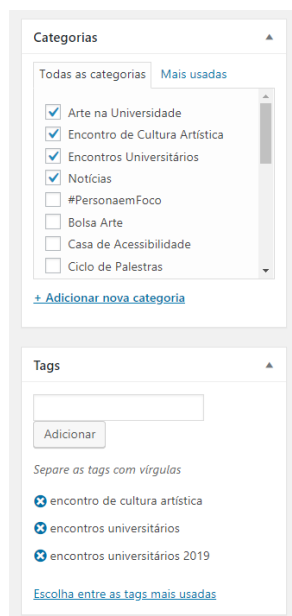 Categorias
Todas as categorias Mais usadas
Arte na Universidade
Encontro de Cultura Artística
Encontros Universitários
Notícias
#PersonaemFoco
Bolsa Arte
Casa de Acessibilidade
Ciclo de Palestras
+ Adicionar nova categoria
Tags
Adicionar
Separe as tags com vírgulas
encontro de cultura artística
encontros universitários
encontros universitários 2019
Escolha entre as tags mais usadas